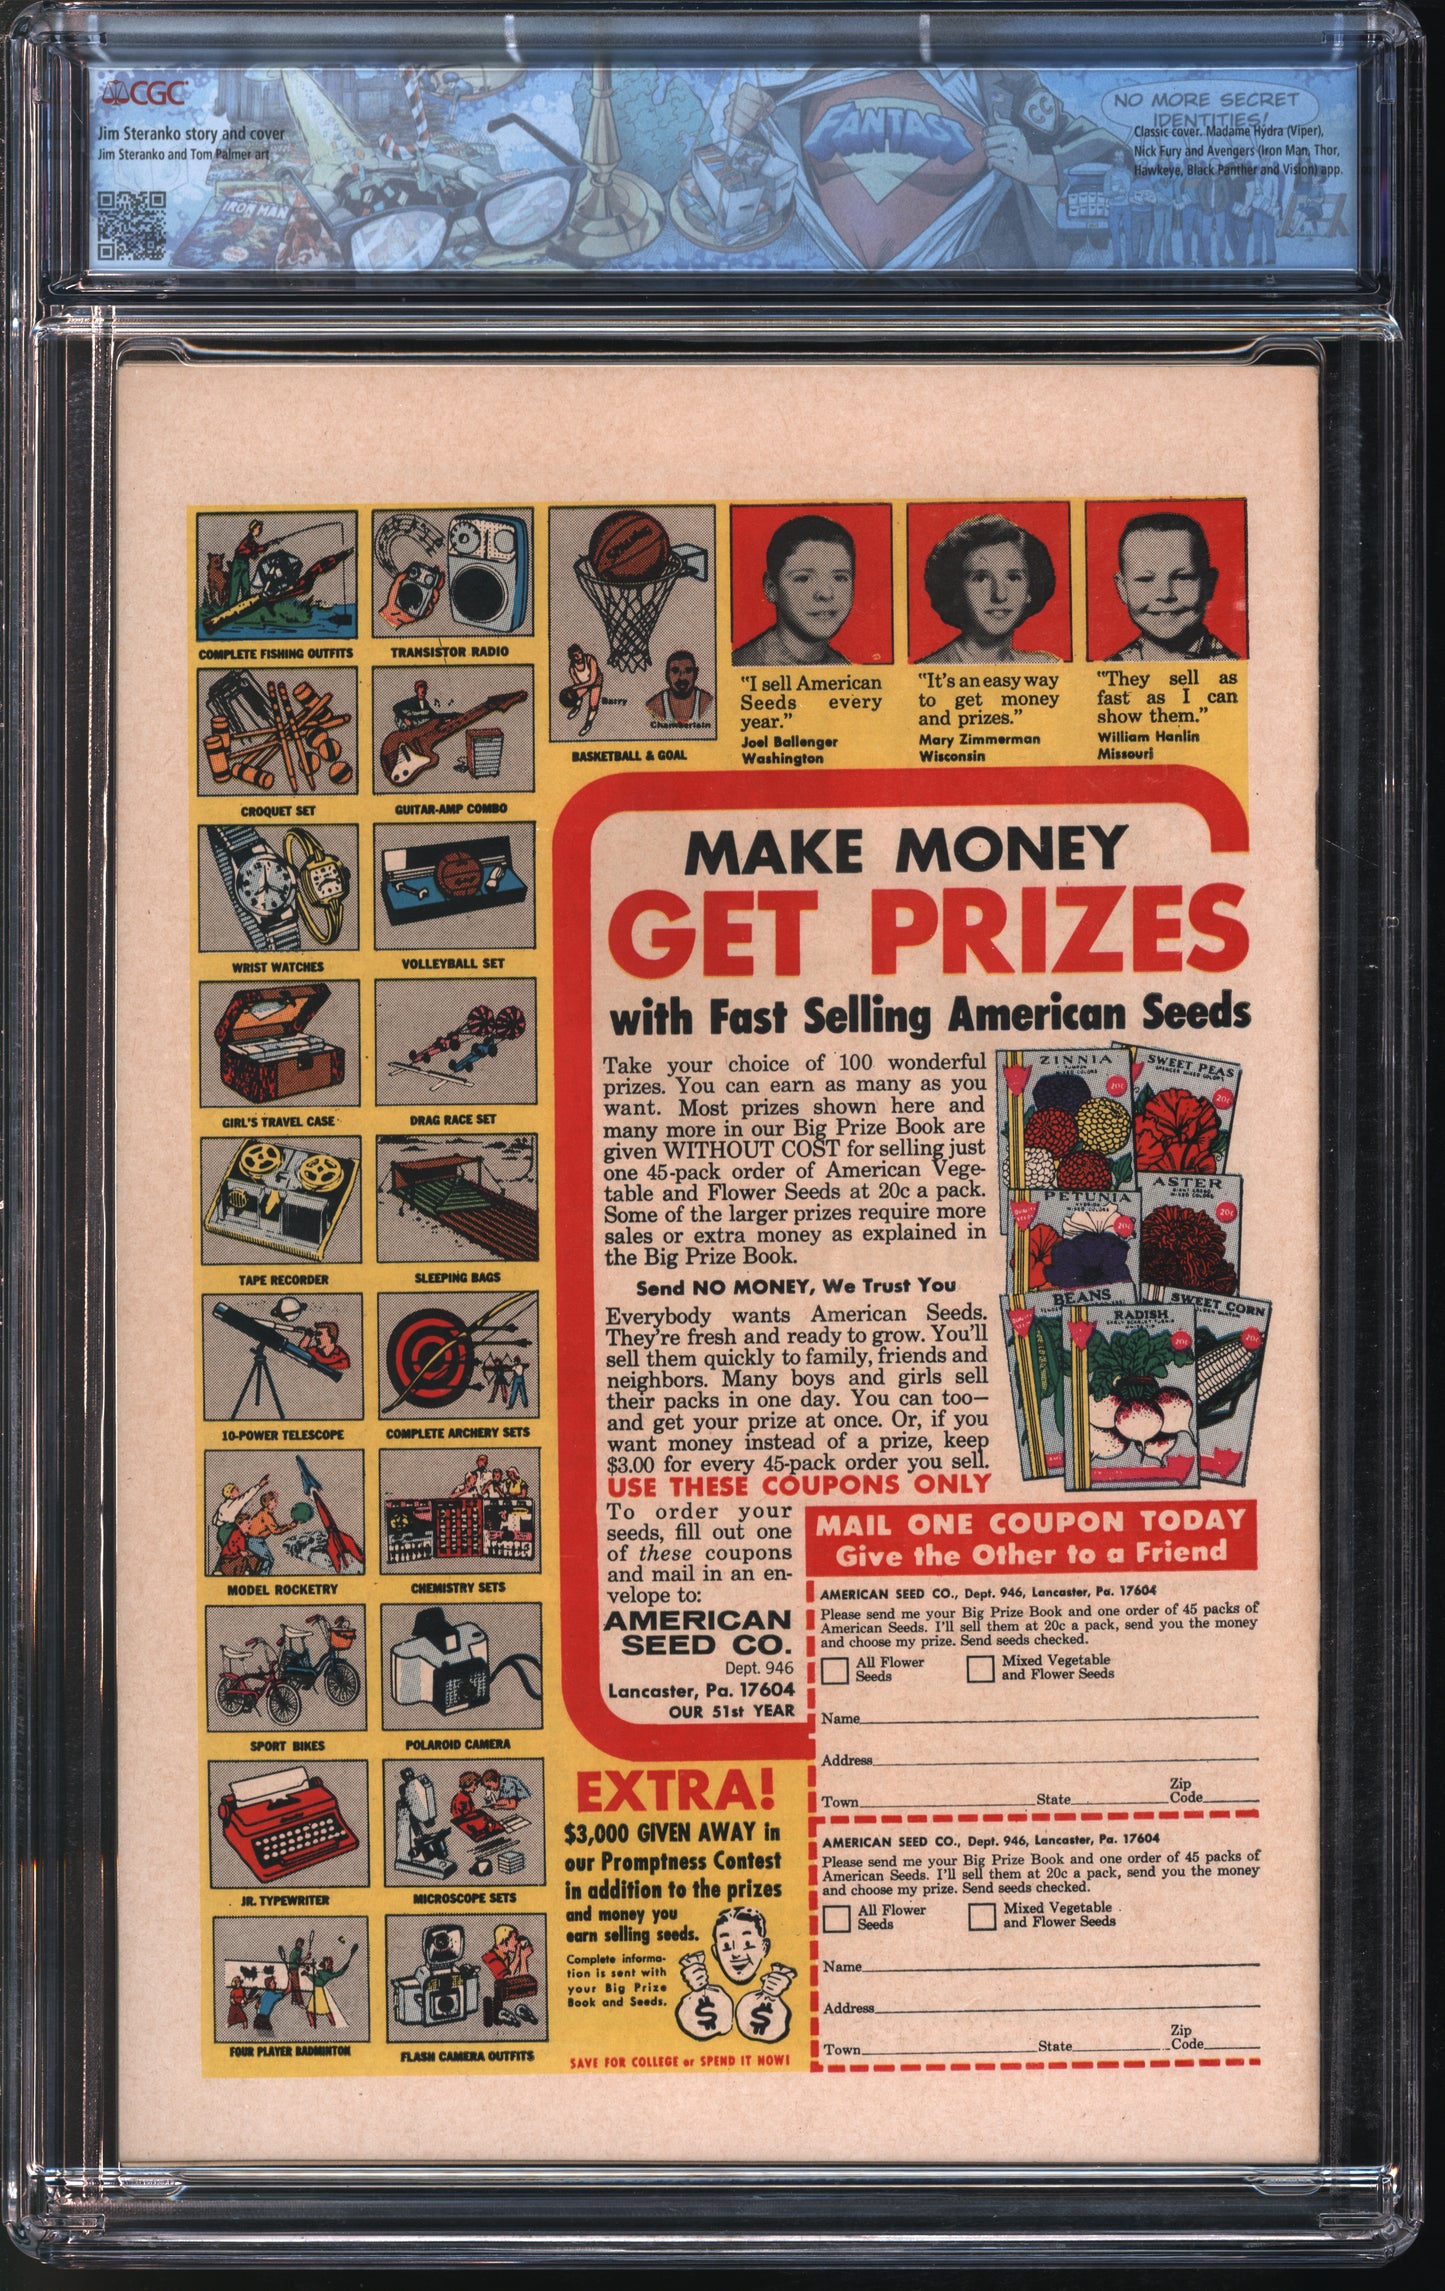 CGC
Jim Steranko story and cover
Jim Steranko and Tom Palmer art
IRON MAN
FANTAST
NO MORE SECRET
IDENTITIES!
Classic cover. Madame Hydra (Viper),
Nick Fury and Avengers (Iron Man, Thor,
Hawkeye, Black Panther and Vision) app.
COMPLETE FISHING OUTFITS
TRANSISTOR RADIO
Barry
Chamberlain
BASKETBALL & GOAL
"I sell American
Seeds every
year."
Joel Ballenger
Washington
"It's an easy way
to get money
and prizes."
Mary Zimmerman
Wisconsin
"They sell as
fast as I can
show them."
William Hanlin
Missouri
CROQUET SET
GUITAR-AMP COMBO
WRIST WATCHES
VOLLEYBALL SET
GIRL'S TRAVEL CASE
DRAG RACE SET
TAPE RECORDER
SLEEPING BAGS
10-POWER TELESCOPE
COMPLETE ARCHERY SETS
MODEL ROCKETRY
CHEMISTRY SETS
SPORT BIKES
POLAROID CAMERA
JR. TYPEWRITER
MICROSCOPE SETS
FOUR PLAYER BADMINTON
FLASH CAMERA OUTFITS
MAKE MONEY
GET PRIZES
with Fast Selling American Seeds
Take your choice of 100 wonderful
prizes. You can earn as many as you
want. Most prizes shown here and
many more in our Big Prize Book are
given WITHOUT COST for selling just
one 45-pack order of American Vege-
table and Flower Seeds at 20c a pack.
Some of the larger prizes require more
sales or extra money as explained in
the Big Prize Book.
Send NO MONEY, We Trust You
Everybody wants American Seeds.
They're fresh and ready to grow. You'll
sell them quickly to family, friends and
neighbors. Many boys and girls sell
their packs in one day. You can too—
and get your prize at once. Or, if you
want money instead of a prize, keep
$3.00 for every 45-pack order you sell.
USE THESE COUPONS ONLY
To order your
seeds, fill out one
of these coupons
and mail in an en-
velope to:
AMERICAN
SEED CO.
Dept. 946
Lancaster, Pa. 17604
OUR 51st YEAR
ZINNIA
MIXED COLORS
20¢
SWEET PEAS
MIXED COLORS
20¢
PETUNIA
MIXED COLORS
20¢
ASTER
MIXED COLORS
20¢
BEANS
RADISH
20¢
SWEET CORN
20¢
MAIL ONE COUPON TODAY
Give the Other to a Friend
AMERICAN SEED CO., Dept. 946, Lancaster, Pa. 17604
Please send me your Big Prize Book and one order of 45 packs of
American Seeds. I'll sell them at 20c a pack, send you the money
and choose my prize. Send seeds checked.
All Flower
Seeds
Mixed Vegetable
and Flower Seeds
Name
Address
Town State Zip Code
AMERICAN SEED CO., Dept. 946, Lancaster, Pa. 17604
Please send me your Big Prize Book and one order of 45 packs of
American Seeds. I'll sell them at 20c a pack, send you the money
and choose my prize. Send seeds checked.
All Flower
Seeds
Mixed Vegetable
and Flower Seeds
Name
Address
Town State Zip Code
EXTRA!
$3,000 GIVEN AWAY in
our Promptness Contest
in addition to the prizes
and money you
earn selling seeds.
Complete informa-
tion is sent with
your Big Prize
Book and Seeds.
$ $
SAVE FOR COLLEGE or SPEND IT NOW!